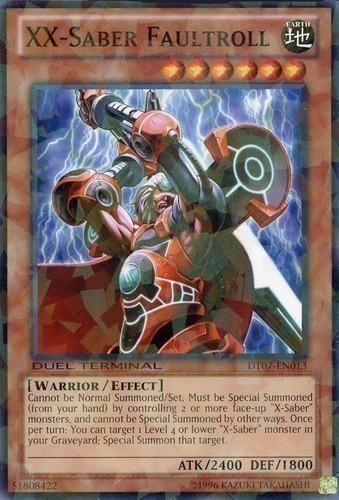 XX-Saber Faultroll
EARTH
地
DUEL TERMINAL
DT07-EN013
[Warrior / Effect]
Cannot be Normal Summoned/Set. Must be Special Summoned
(from your hand) by controlling 2 or more face-up "X-Saber"
monsters, and cannot be Special Summoned by other ways. Once
per turn: You can target 1 Level 4 or lower "X-Saber" monster in
your Graveyard; Special Summon that target.
ATK/2400 DEF/1800
51808422
©1996 KAZUKI TAKAHASHI